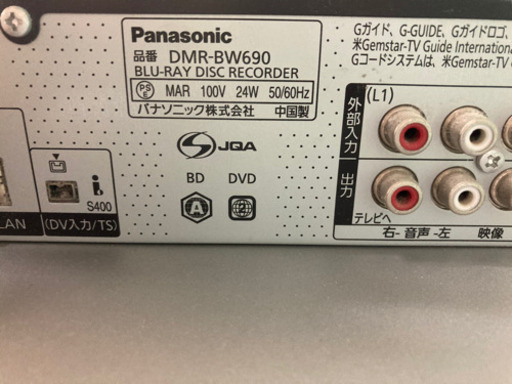 Panasonic
品番 DMR-BW690
BLU-RAY DISC RECORDER
PSE MAR 100V 24W 50/60Hz
パナソニック株式会社 中国製
Gガイド、G-GUIDE、Gガイドロゴ、
米Gemstar-TV Guide Internationa
Gコードシステムは、米Gemstar-TV G
(L1)
外部入力
出力
テレビへ
右-音声-左 映像
S JQA
BD DVD
A
LAN
i
S400
(DV入力/TS)